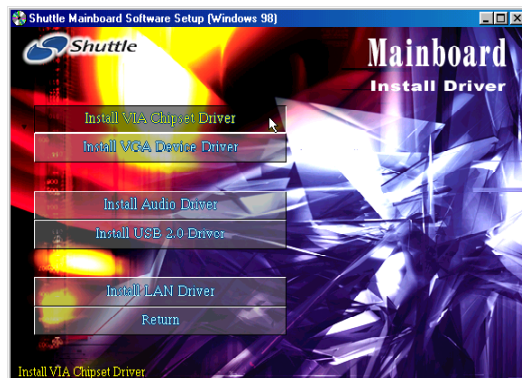 Shuttle Mainboard Software Setup (Windows 98)
Shuttle
Mainboard
Install Driver
Install VIA Chipset Driver
Install VGA Device Driver
Install Audio Driver
Install USB 2.0 Driver
Install LAN Driver
Return
Install VIA Chipset Driver